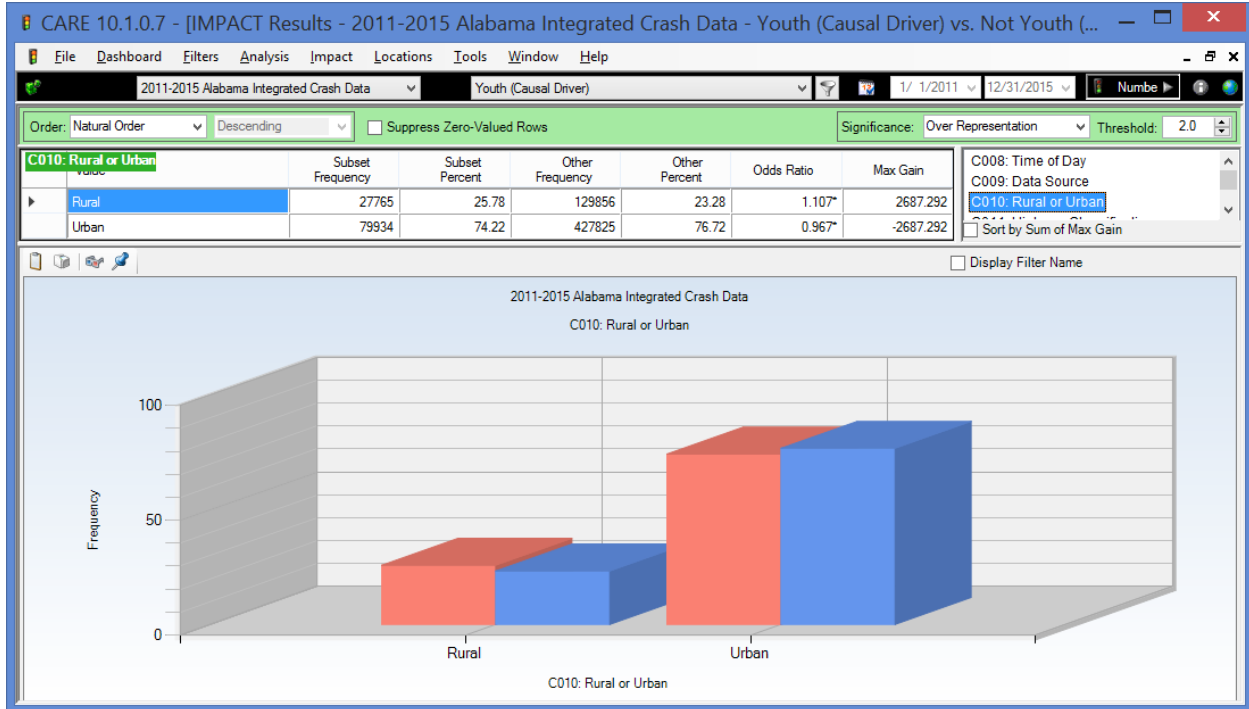 CARE 10.1.0.7 - [IMPACT Results - 2011-2015 Alabama Integrated Crash Data - Youth (Causal Driver) vs. Not Youth (...
File Dashboard Filters Analysis Impact Locations Tools Window Help
2011-2015 Alabama Integrated Crash Data Youth (Causal Driver) 1/ 1/2011 12/31/2015 Numbe
Order: Natural Order Descending Suppress Zero-Valued Rows Significance: Over Representation Threshold: 2.0
C010: Rural or Urban Subset Frequency Subset Percent Other Frequency Other Percent Odds Ratio Max Gain
Rural 27765 25.78 129856 23.28 1.107* 2687.292
Urban 79934 74.22 427825 76.72 0.967* -2687.292
C008: Time of Day
C009: Data Source
C010: Rural or Urban
Sort by Sum of Max Gain
Display Filter Name
2011-2015 Alabama Integrated Crash Data
C010: Rural or Urban
100
50
0
Frequency
Rural Urban
C010: Rural or Urban